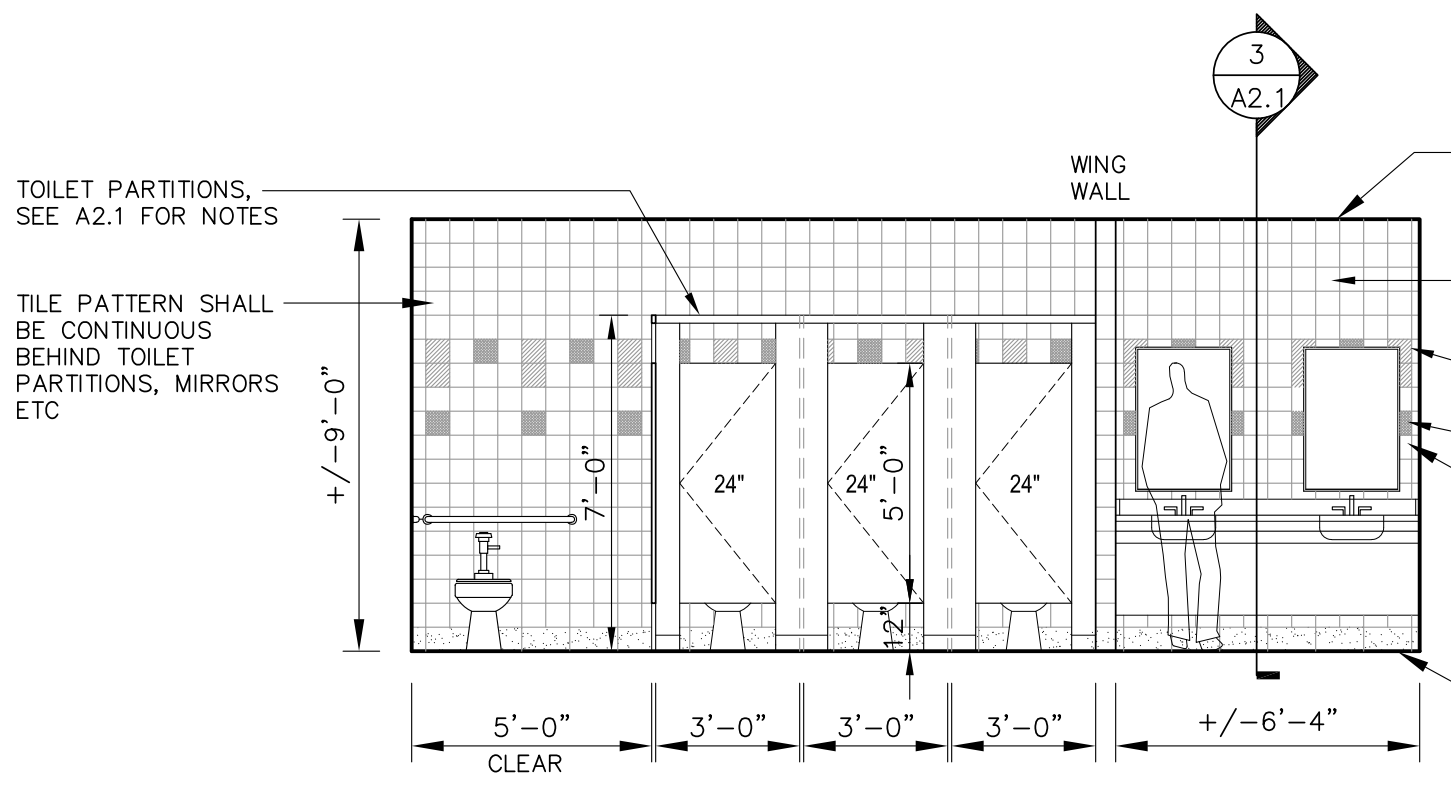 3
A2.1
WING
WALL
TOILET PARTITIONS,
SEE A2.1 FOR NOTES
TILE PATTERN SHALL
BE CONTINUOUS
BEHIND TOILET
PARTITIONS, MIRRORS
ETC
+/-9'-0"
7'-0"
24"
24"
5'-0"
24"
12"
5'-0"
CLEAR
3'-0"
3'-0"
3'-0"
+/-6'-4"